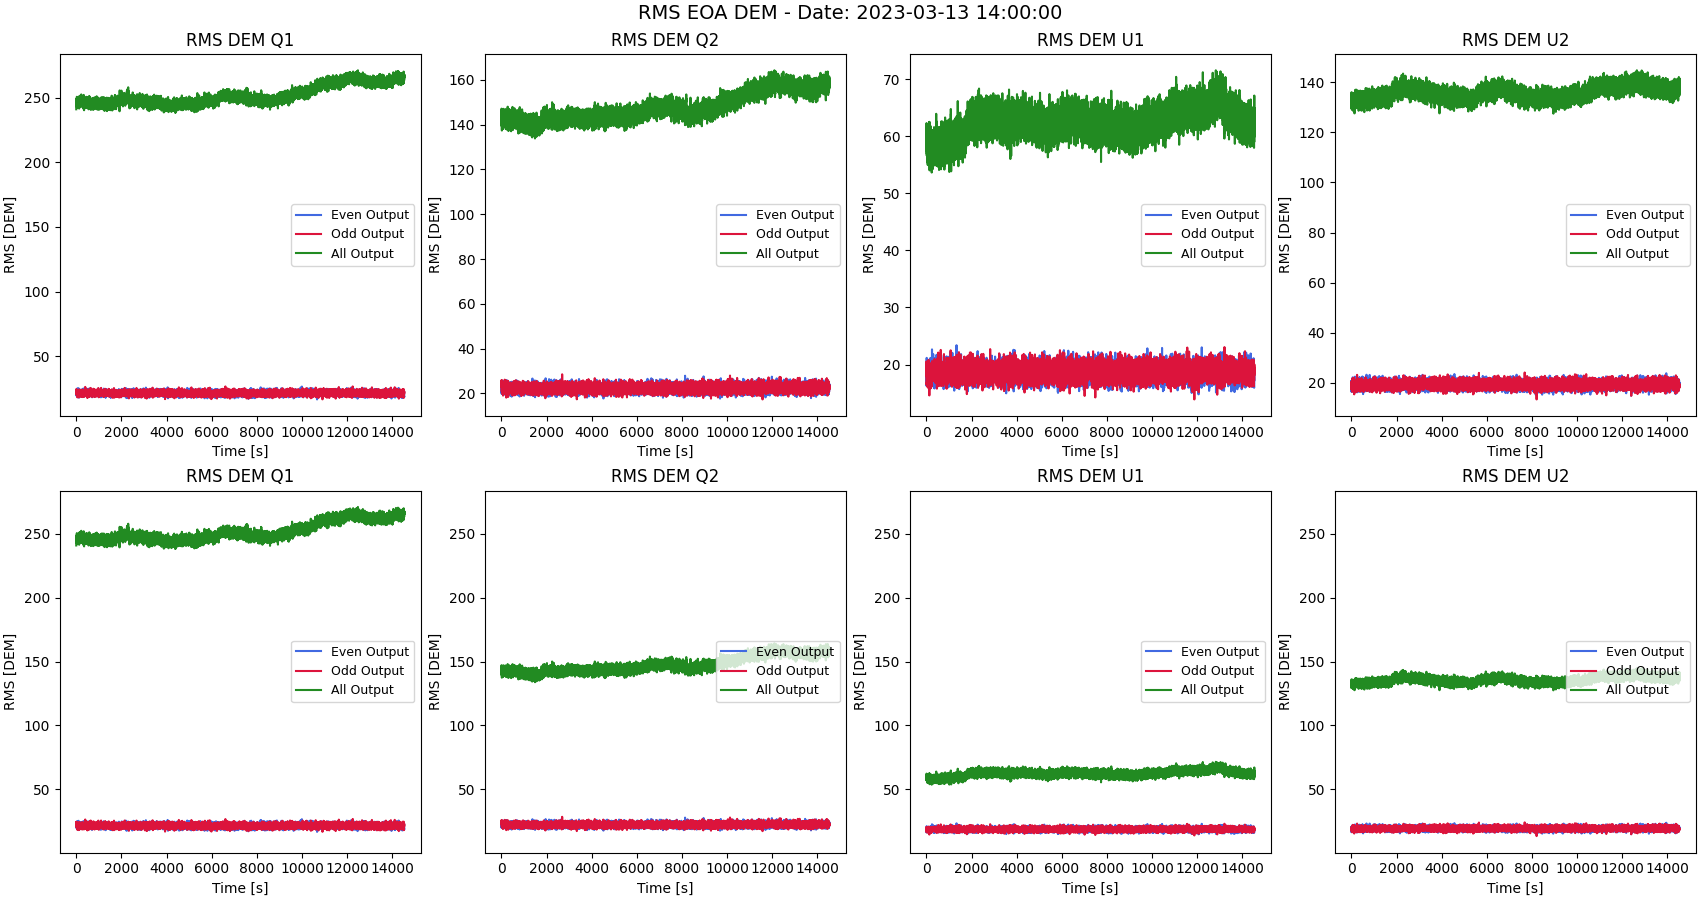 RMS EOA DEM - Date: 2023-03-13 14:00:00
RMS DEM Q1
RMS [DEM]
250
200
150
100
50
0 2000 4000 6000 8000 10000 12000 14000
Time [s]
Even Output
Odd Output
All Output
RMS DEM Q2
RMS [DEM]
160
140
120
100
80
60
40
20
0 2000 4000 6000 8000 10000 12000 14000
Time [s]
Even Output
Odd Output
All Output
RMS DEM U1
RMS [DEM]
70
60
50
40
30
20
0 2000 4000 6000 8000 10000 12000 14000
Time [s]
Even Output
Odd Output
All Output
RMS DEM U2
RMS [DEM]
140
120
100
80
60
40
20
0 2000 4000 6000 8000 10000 12000 14000
Time [s]
Even Output
Odd Output
All Output
RMS DEM Q1
RMS [DEM]
250
200
150
100
50
0 2000 4000 6000 8000 10000 12000 14000
Time [s]
Even Output
Odd Output
All Output
RMS DEM Q2
RMS [DEM]
250
200
150
100
50
0 2000 4000 6000 8000 10000 12000 14000
Time [s]
Even Output
Odd Output
All Output
RMS DEM U1
RMS [DEM]
250
200
150
100
50
0 2000 4000 6000 8000 10000 12000 14000
Time [s]
Even Output
Odd Output
All Output
RMS DEM U2
RMS [DEM]
250
200
150
100
50
0 2000 4000 6000 8000 10000 12000 14000
Time [s]
Even Output
Odd Output
All Output